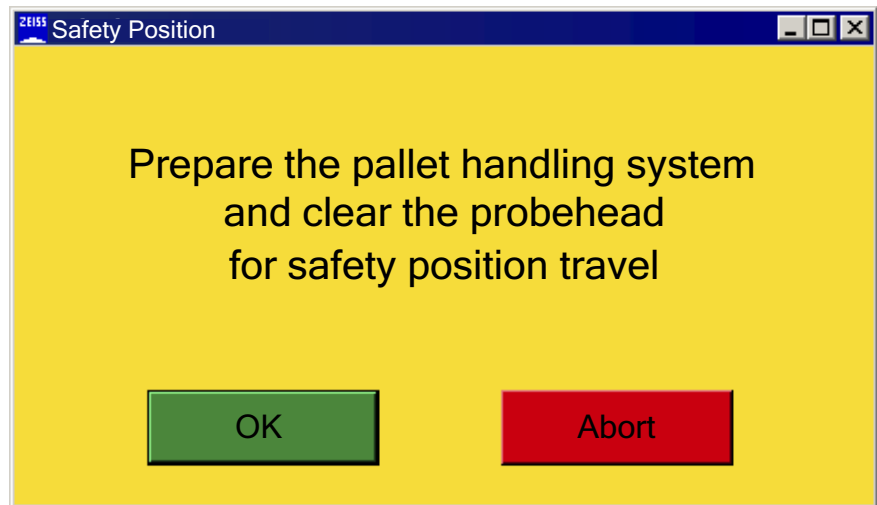 ZEISS
Safety Position
Prepare the pallet handling system
and clear the probehead
for safety position travel
OK
Abort